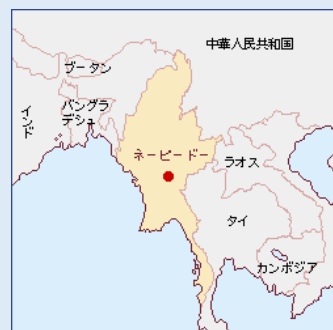 中華人民共和国
ブータン
インド
バングラ
デシュ
ネーピードー
ラオス
タイ
カンボジア